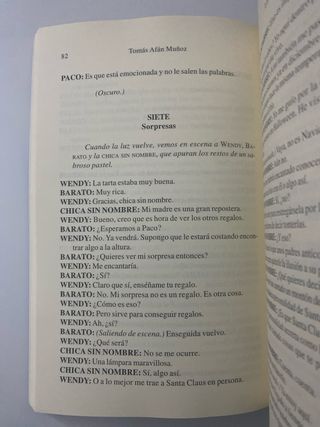 82
Tomás Afán Muñoz
PACO: Es que está emocionada y no le salen las palabras.
(Oscuro.)
SIETE
Sorpresas
Cuando la luz vuelve, vemos en escena a WENDY, BA-
RATO y la CHICA SIN NOMBRE, que apuran los restos de un sa-
broso pastel.
WENDY: La tarta estaba muy buena.
BARATO: Muy rica.
WENDY: Gracias, chica sin nombre.
CHICA SIN NOMBRE: Mi madre es una gran repostera.
WENDY: Bueno, creo que es hora de ver los otros regalos.
BARATO: ¿Esperamos a Paco?
WENDY: No. Ya vendrá. Supongo que le estará costando encont-
rar algo a la altura.
BARATO: ¿Quieres ver mi sorpresa entonces?
WENDY: Me encantaría.
BARATO: ¿Sí?
WENDY: Claro que sí, enséñame tu regalo.
BARATO: No. Mi sorpresa no es un regalo. Es otra cosa.
WENDY: ¿Cómo es eso?
BARATO: Pero sirve para conseguir regalos.
WENDY: Ah, ¿sí?
BARATO: (Saliendo de escena.) Enseguida vuelvo.
WENDY: ¿Qué será?
CHICA SIN NOMBRE: No se me ocurre.
WENDY: Una lámpara maravillosa.
CHICA SIN NOMBRE: Sí, algo así.
WENDY: O a lo mejor me trae a Santa Claus en persona.